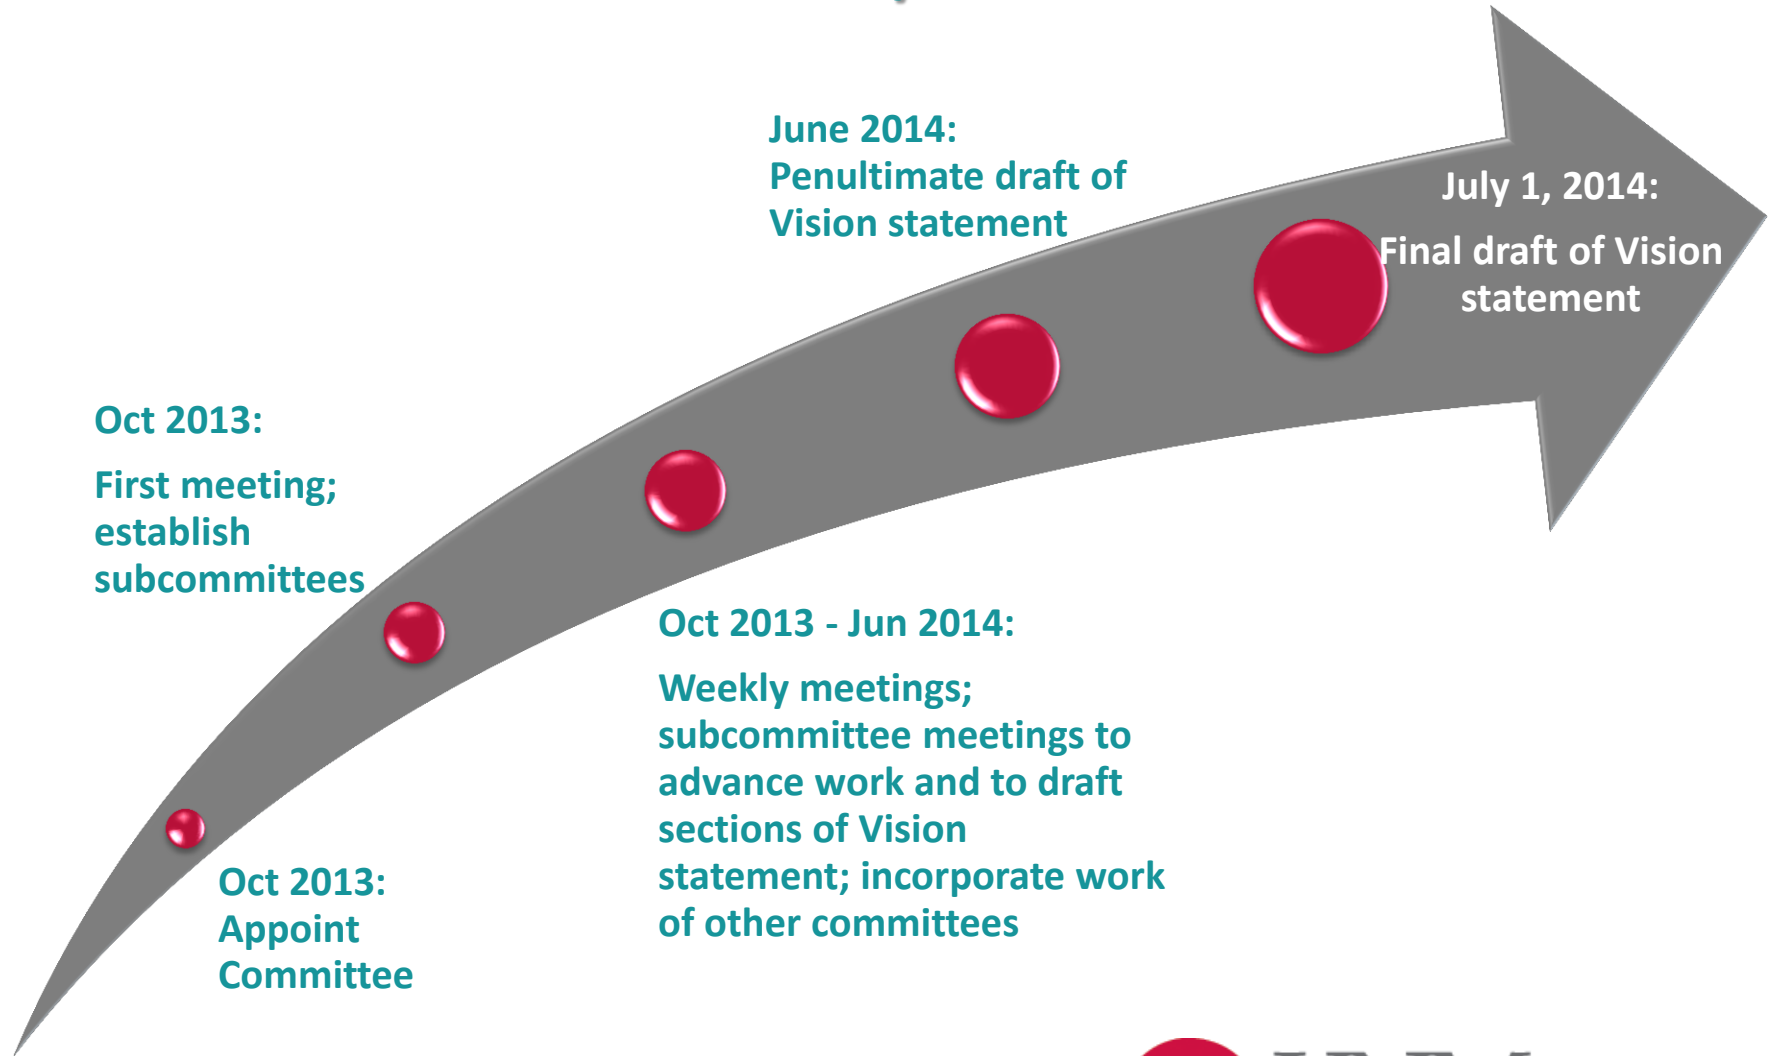 Oct 2013:
Appoint
Committee
Oct 2013:
First meeting;
establish
subcommittees
Oct 2013 - Jun 2014:
Weekly meetings;
subcommittee meetings to
advance work and to draft
sections of Vision
statement; incorporate work
of other committees
June 2014:
Penultimate draft of
Vision statement
July 1, 2014:
Final draft of Vision
statement